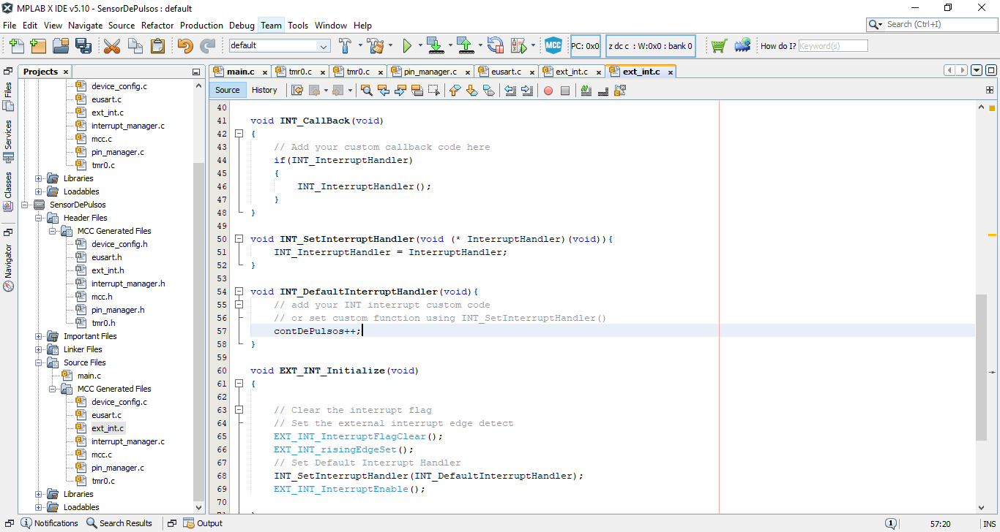 MPLAB X IDE v5.10 - SensorDePulsos : default
File Edit View Navigate Source Refactor Production Debug Team Tools Window Help
Search (Ctrl+I)
default
MCC
PC: 0x0
z dc c : W:0x0 : bank 0
How do I?
Keyword(s)
Files
Services
Classes
Navigator
Projects
device_config.c
eusart.c
ext_int.c
interrupt_manager.c
mcc.c
pin_manager.c
tmr0.c
Libraries
Loadables
SensorDePulsos
Header Files
MCC Generated Files
device_config.h
eusart.h
ext_int.h
interrupt_manager.h
mcc.h
pin_manager.h
tmr0.h
Important Files
Linker Files
Source Files
main.c
MCC Generated Files
device_config.c
eusart.c
ext_int.c
interrupt_manager.c
mcc.c
pin_manager.c
tmr0.c
Libraries
Loadables
main.c tmr0.c tmr0.c pin_manager.c eusart.c ext_int.c ext_int.c
Source History
40
41 void INT_CallBack(void)
42 {
43 // Add your custom callback code here
44 if(INT_InterruptHandler)
45 {
46 INT_InterruptHandler();
47 }
48 }
49
50 void INT_SetInterruptHandler(void (* InterruptHandler)(void)){
51 INT_InterruptHandler = InterruptHandler;
52 }
53
54 void INT_DefaultInterruptHandler(void){
55 // add your INT interrupt custom code
56 // or set custom function using INT_SetInterruptHandler()
57 contDePulsos++;
58 }
59
60 void EXT_INT_Initialize(void)
61 {
62
63 // Clear the interrupt flag
64 // Set the external interrupt edge detect
65 EXT_INT_InterruptFlagClear();
66 EXT_INT_risingEdgeSet();
67 // Set Default Interrupt Handler
68 INT_SetInterruptHandler(INT_DefaultInterruptHandler);
69 EXT_INT_InterruptEnable();
70
Notifications Search Results Output
57:20 INS